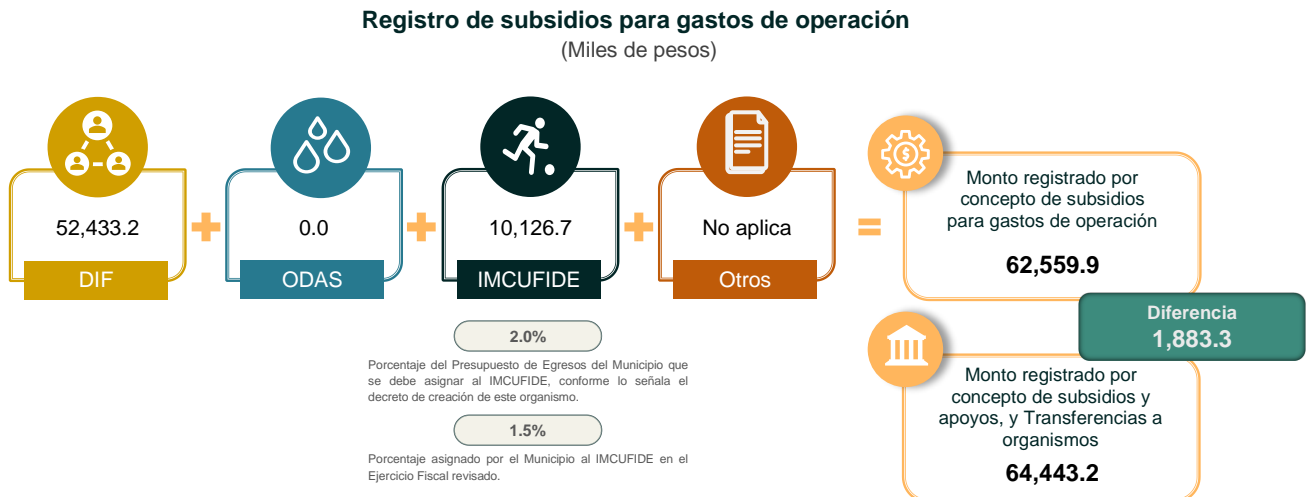 Registro de subsidios para gastos de operación
(Miles de pesos)
52,433.2
DIF
0.0
ODAS
10,126.7
IMCUFIDE
No aplica
Otros
Monto registrado por
concepto de subsidios
para gastos de operación
62,559.9
Diferencia
1,883.3
Monto registrado por
concepto de subsidios y
apoyos, y Transferencias a
organismos
64,443.2
2.0%
Porcentaje del Presupuesto de Egresos del Municipio que
se debe asignar al IMCUFIDE, conforme lo señala el
decreto de creación de este organismo.
1.5%
Porcentaje asignado por el Municipio al IMCUFIDE en el
Ejercicio Fiscal revisado.